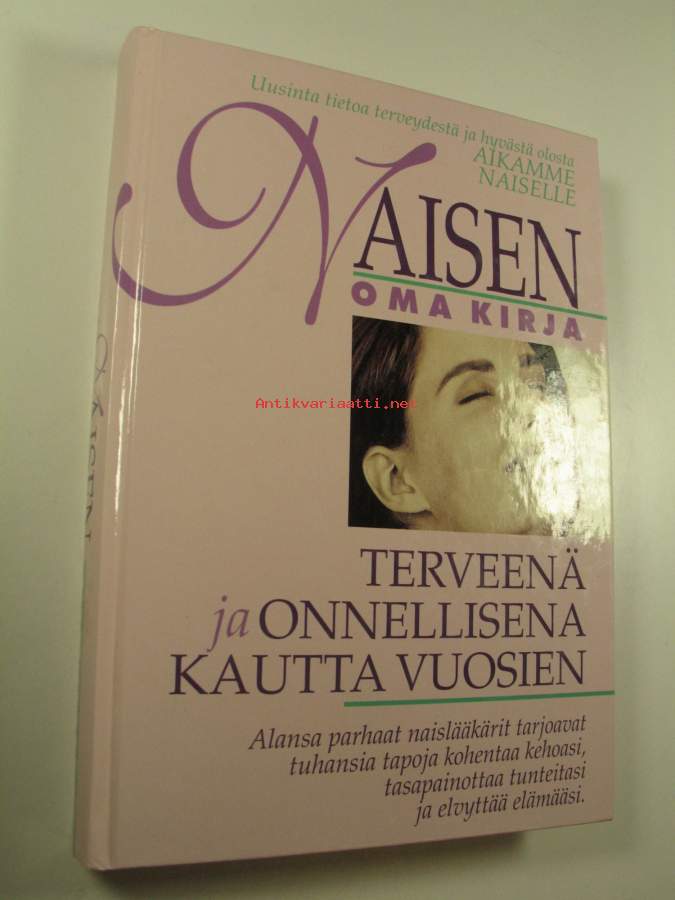 Uusinta tietoa terveydestä ja hyvästä olosta
AIKAMME
NAISELLE
NAISEN
OMA KIRJA
Antikvariaatti.net
TERVEENÄ
ja ONNELLISENA
KAUTTA VUOSIEN
Alansa parhaat naislääkärit tarjoavat
tuhansia tapoja kohentaa kehoasi,
tasapainottaa tunteitasi
ja elvyttää elämääsi.
NAISEN